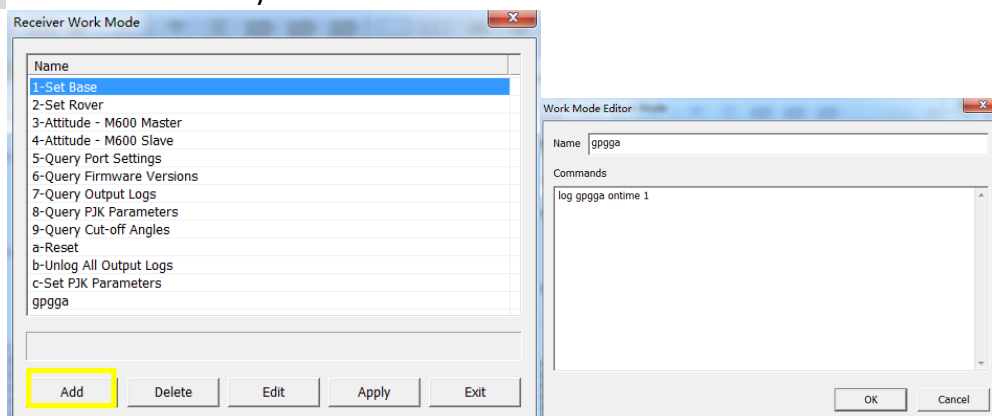 Receiver Work Mode
Name
1-Set Base
2-Set Rover
3-Attitude - M600 Master
4-Attitude - M600 Slave
5-Query Port Settings
6-Query Firmware Versions
7-Query Output Logs
8-Query PJK Parameters
9-Query Cut-off Angles
a-Reset
b-Unlog All Output Logs
c-Set PJK Parameters
gpgga
Add Delete Edit Apply Exit
Work Mode Editor
Name gpgga
Commands
log gpgga ontime 1
OK Cancel